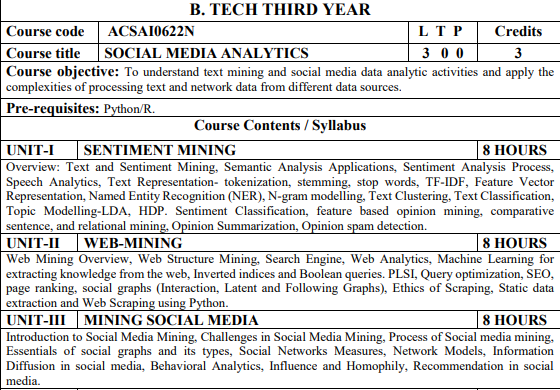 B. TECH THIRD YEAR
Course code ACSAI0622N L T P Credits
Course title SOCIAL MEDIA ANALYTICS 3 0 0 3
Course objective: To understand text mining and social media data analytic activities and apply the
complexities of processing text and network data from different data sources.
Pre-requisites: Python/R.
Course Contents / Syllabus
UNIT-I SENTIMENT MINING 8 HOURS
Overview: Text and Sentiment Mining, Semantic Analysis Applications, Sentiment Analysis Process,
Speech Analytics, Text Representation- tokenization, stemming, stop words, TF-IDF, Feature Vector
Representation, Named Entity Recognition (NER), N-gram modelling, Text Clustering, Text Classification,
Topic Modelling-LDA, HDP. Sentiment Classification, feature based opinion mining, comparative
sentence, and relational mining, Opinion Summarization, Opinion spam detection.
UNIT-II WEB-MINING 8 HOURS
Web Mining Overview, Web Structure Mining, Search Engine, Web Analytics, Machine Learning for
extracting knowledge from the web, Inverted indices and Boolean queries. PLSI, Query optimization, SEO,
page ranking, social graphs (Interaction, Latent and Following Graphs), Ethics of Scraping, Static data
extraction and Web Scraping using Python.
UNIT-III MINING SOCIAL MEDIA 8 HOURS
Introduction to Social Media Mining, Challenges in Social Media Mining, Process of Social media mining,
Essentials of social graphs and its types, Social Networks Measures, Network Models, Information
Diffusion in social media, Behavioral Analytics, Influence and Homophily, Recommendation in social
media.